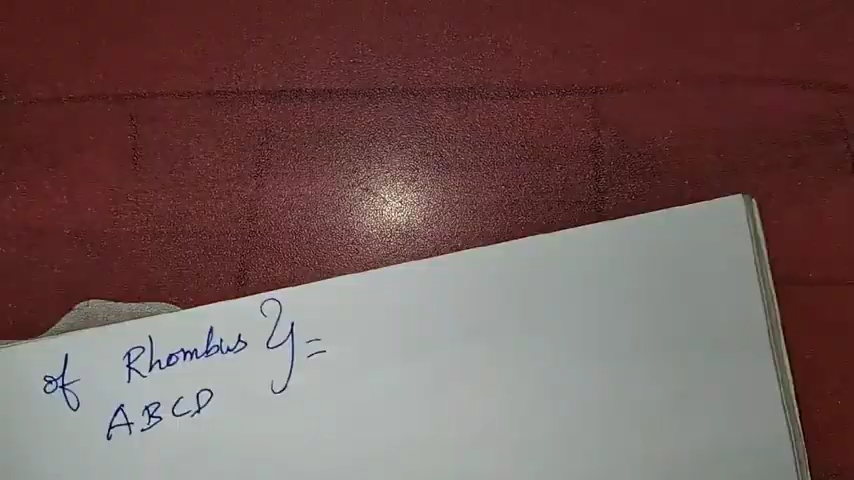 of Rhombus } =
ABCD